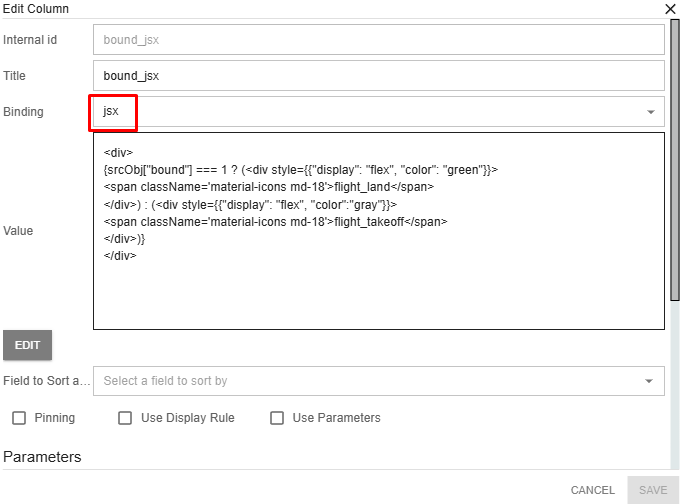 Edit Column
Internal id
bound_jsx
Title
bound_jsx
Binding
jsx
Value
<div>
{srcObj["bound"] === 1 ? (<div style={{"display": "flex", "color": "green"}}>
<span className='material-icons md-18'>flight_land</span>
</div>) : (<div style={{"display": "flex", "color":"gray"}}>
<span className='material-icons md-18'>flight_takeoff</span>
</div>)}
</div>
EDIT
Field to Sort a...
Select a field to sort by
Pinning
Use Display Rule
Use Parameters
Parameters
CANCEL
SAVE